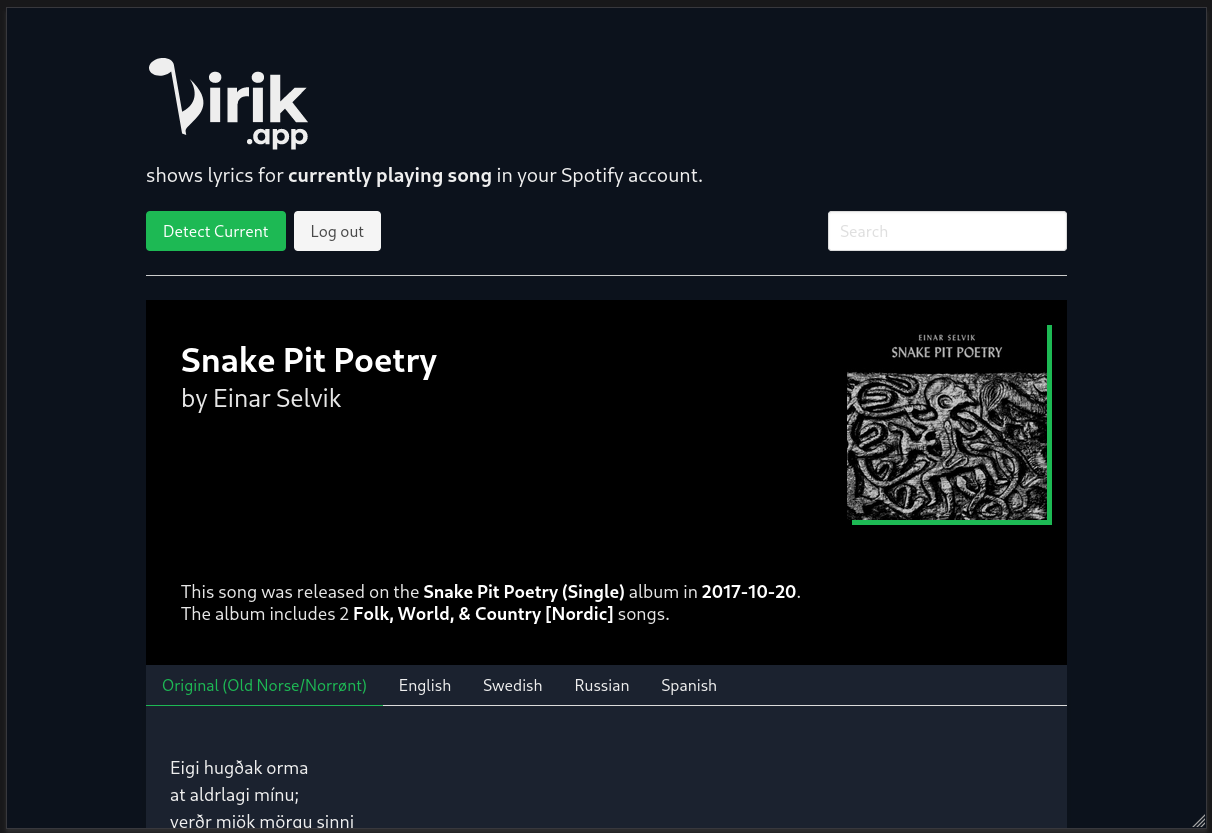 Lirik
.app
shows lyrics for currently playing song in your Spotify account.
Detect Current
Log out
Search
Snake Pit Poetry
by Einar Selvik
EINAR SELVIK
SNAKE PIT POETRY
This song was released on the Snake Pit Poetry (Single) album in 2017-10-20.
The album includes 2 Folk, World, & Country [Nordic] songs.
Original (Old Norse/Norrønt)
English
Swedish
Russian
Spanish
Eigi hugðak orma
at aldrlagi mínu;
verðr mjök mörgu sinni